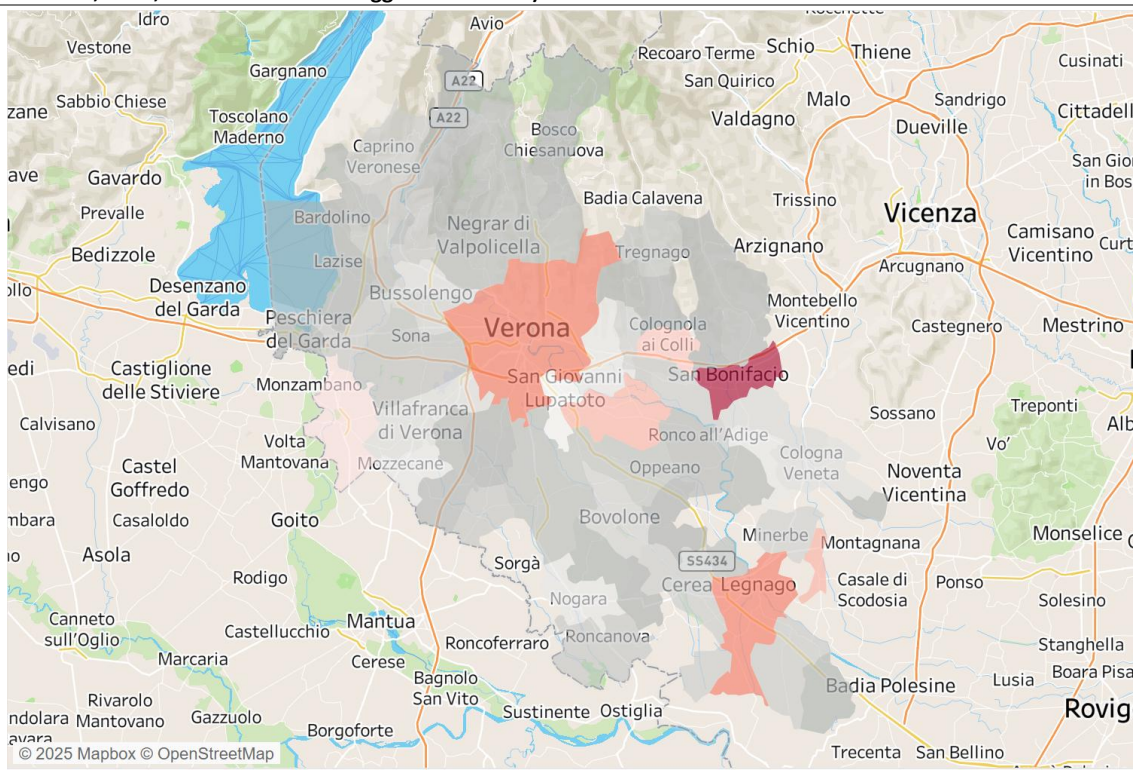 Idro
Avio
Recoaro Terme
Schio
Thiene
Vestone
Cusinati
Gargnano
A22
San Quirico
Sabbio Chiese
Malo
Sandrigo
zane
Toscolano
Maderno
A22
Valdagno
Dueville
Cittadell
Bosco
Chiesanuova
Caprino
Veronese
San Gior
in Bos
ave
Gavardo
Badia Calavena
Trissino
Prevalle
Bardolino
Negrar di
Valpolicella
Vicenza
Camisano
Vicentino
Bedizzole
Lazise
Tregnago
Arzignano
Curt
Arcugnano
Desenzano
del Garda
Bussolengo
Montebello
Vicentino
ollo
Peschiera
del Garda
Sona
Verona
Colognola
ai Colli
Castegnero
Mestrino
edi
Castiglione
delle Stiviere
Monzambano
San Giovanni
Lupatoto
San Bonifacio
Treponti
Calvisano
Villafranca
di Verona
Sossano
Alb
Volta
Mantovana
Ronco all'Adige
Vo'
Castel
Goffredo
Mozzecane
Oppeano
Cologna
Veneta
Noventa
Vicentina
engo
mbara
Casaloldo
Goito
Bovolone
Minerbe
Montagnana
Monselice
Asola
Sorgà
SS434
Rodigo
Cerea
Legnago
Casale di
Scodosia
Ponso
Solesino
Canneto
sull'Oglio
Castellucchio
Mantua
Nogara
Roncoferraro
Roncanova
Stanghella
Marcaria
Cerese
Bagnolo
San Vito
Badia Polesine
Lusia
Boara Pisa
Rivarolo
Mantovano
Gazzuolo
Sustinente
Ostiglia
Rovig
ndolara
Borgoforte
Trecenta
San Bellino
© 2025 Mapbox © OpenStreetMap